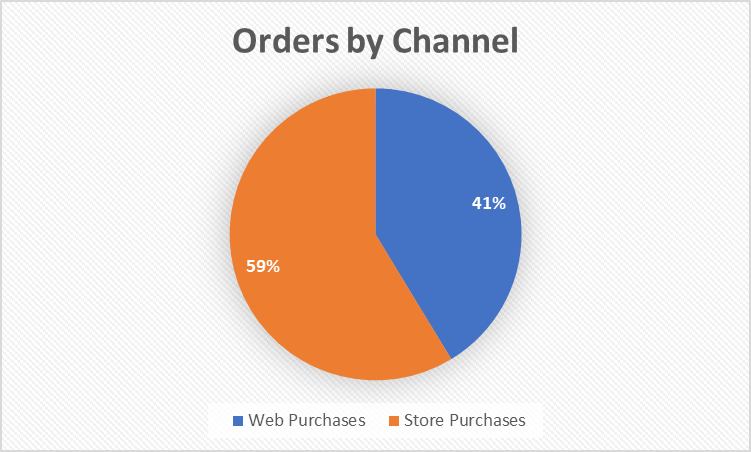 Orders by Channel
41%
59%
Web Purchases Store Purchases